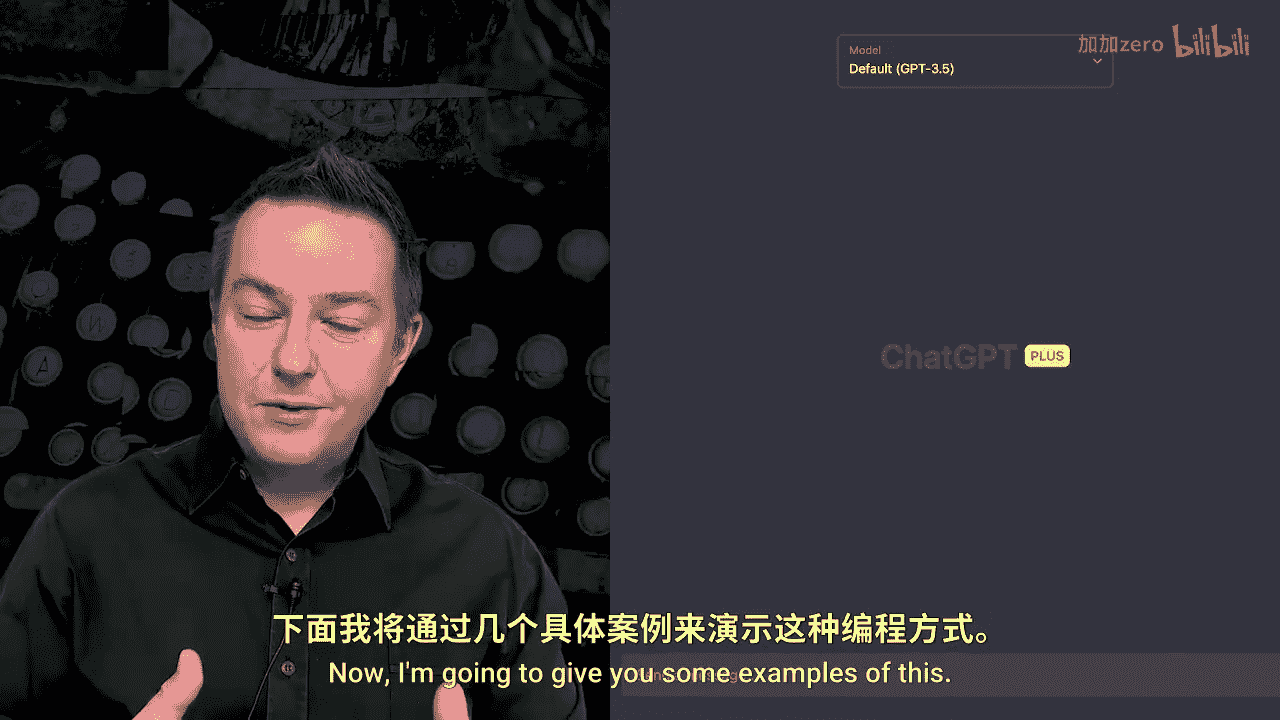 加加zero bilibili
Model
Default (GPT-3.5)
ChatGPT PLUS
下面我将通过几个具体案例来演示这种编程方式。
Now, I'm going to give you some examples of this.